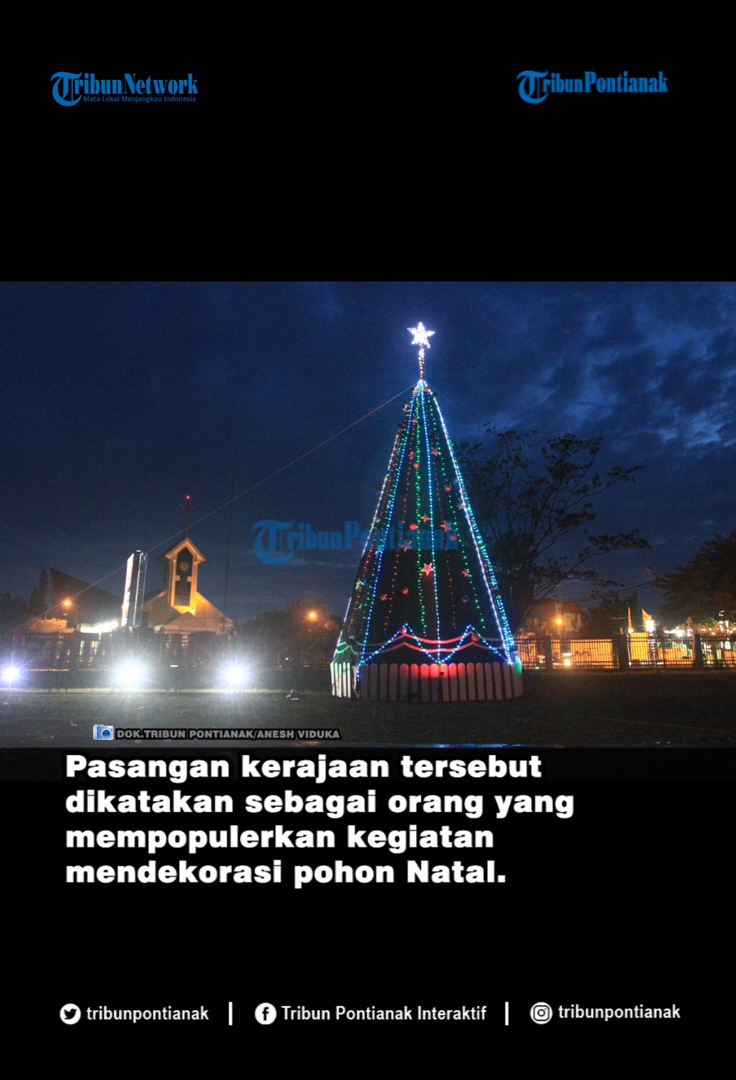 TribunNetwork
Mata Lokal Menjangkau Indonesia
TribunPontianak
TribunPontianak
DOK.TRIBUN PONTIANAK/ANESH VIDUKA
Pasangan kerajaan tersebut
dikatakan sebagai orang yang
mempopulerkan kegiatan
mendekorasi pohon Natal.
tribunpontianak | Tribun Pontianak Interaktif | tribunpontianak